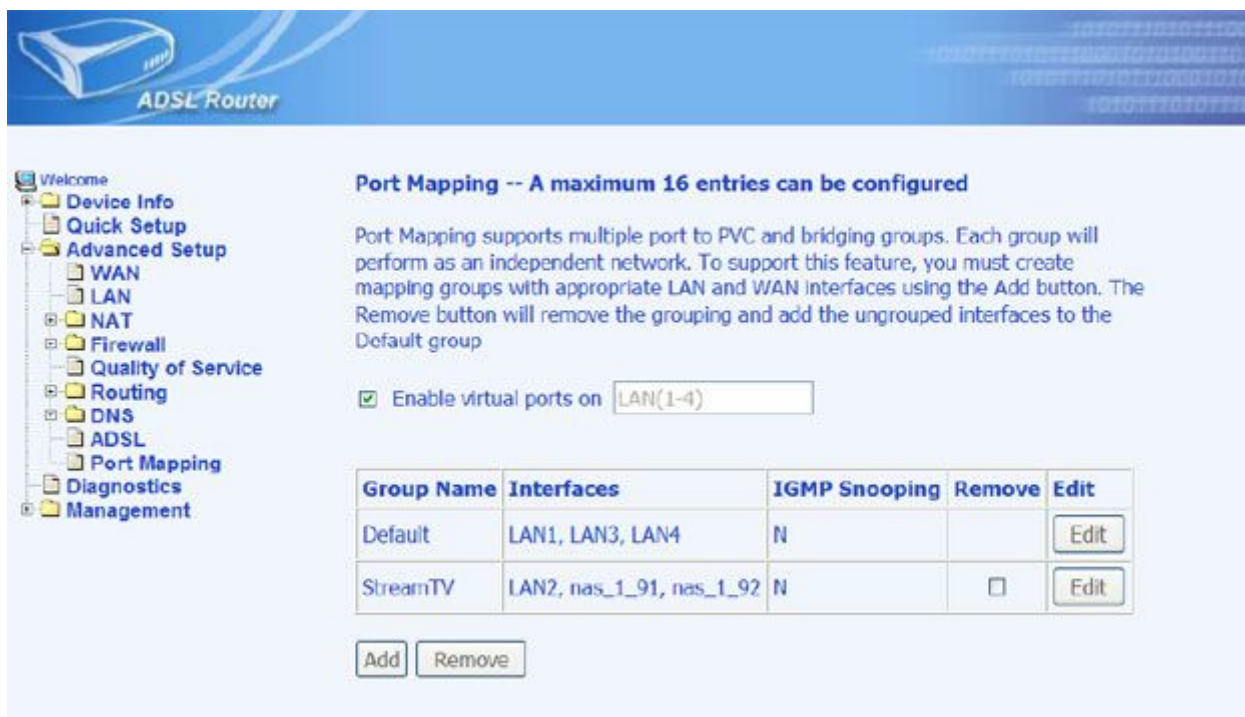 ADSL Router
Welcome
Device Info
Quick Setup
Advanced Setup
WAN
LAN
NAT
Firewall
Quality of Service
Routing
DNS
ADSL
Port Mapping
Diagnostics
Management
Port Mapping -- A maximum 16 entries can be configured
Port Mapping supports multiple port to PVC and bridging groups. Each group will
perform as an independent network. To support this feature, you must create
mapping groups with appropriate LAN and WAN interfaces using the Add button. The
Remove button will remove the grouping and add the ungrouped interfaces to the
Default group
Enable virtual ports on LAN(1-4)
Group Name Interfaces IGMP Snooping Remove Edit
Default LAN1, LAN3, LAN4 N Edit
StreamTV LAN2, nas_1_91, nas_1_92 N Edit
Add Remove